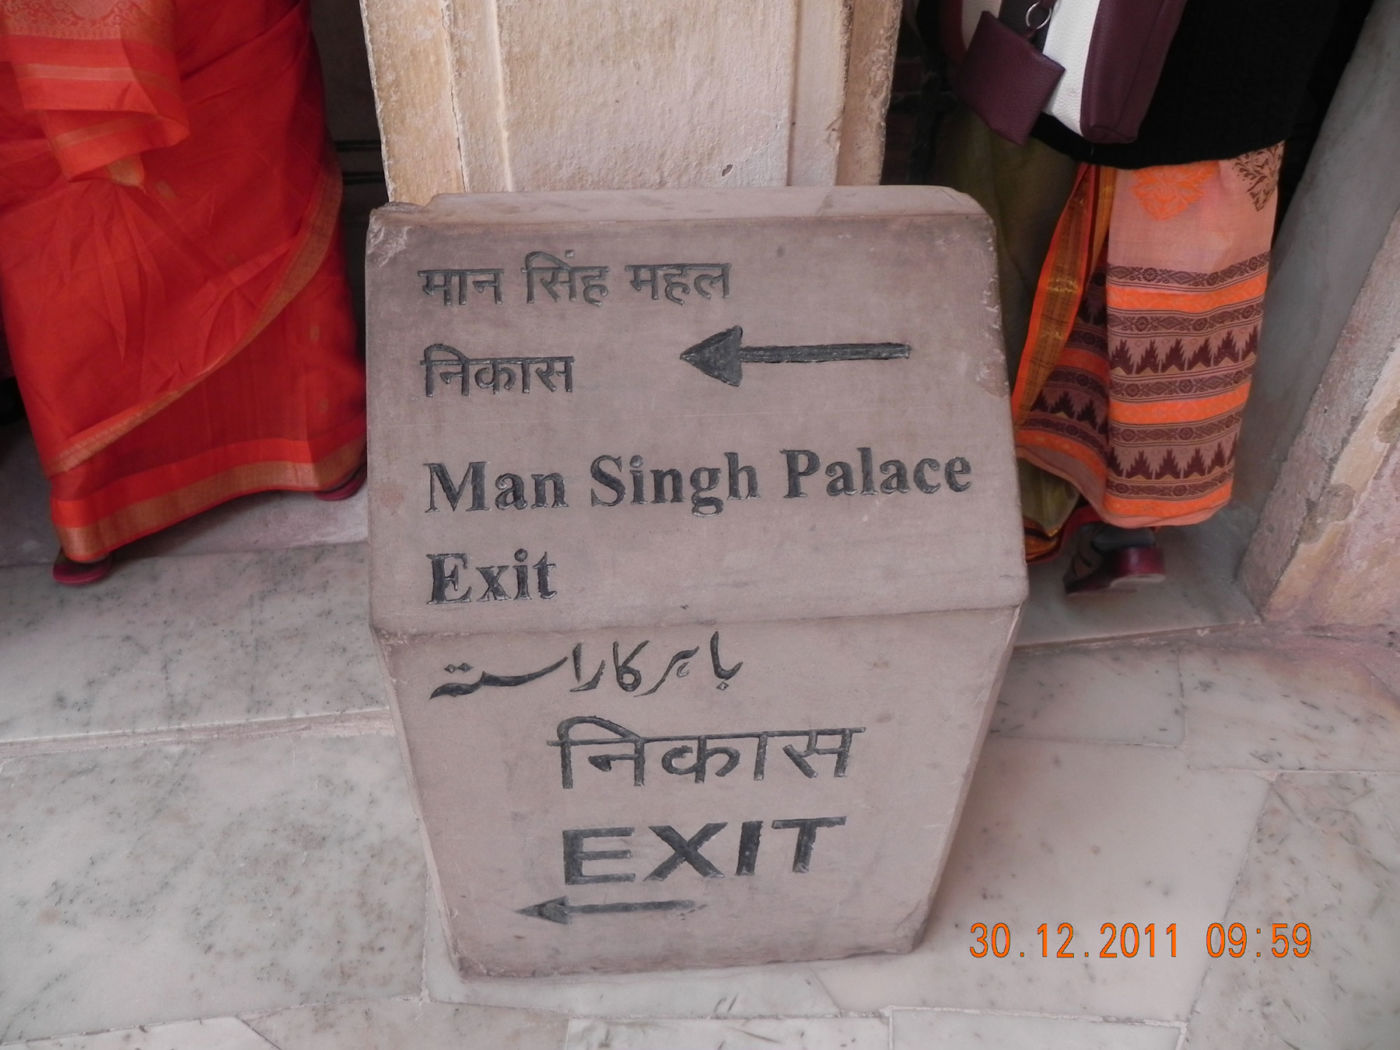 मान सिंह महल
निकास
Man Singh Palace
Exit
باہر کا راستہ
निकास
EXIT
30.12.2011 09:59